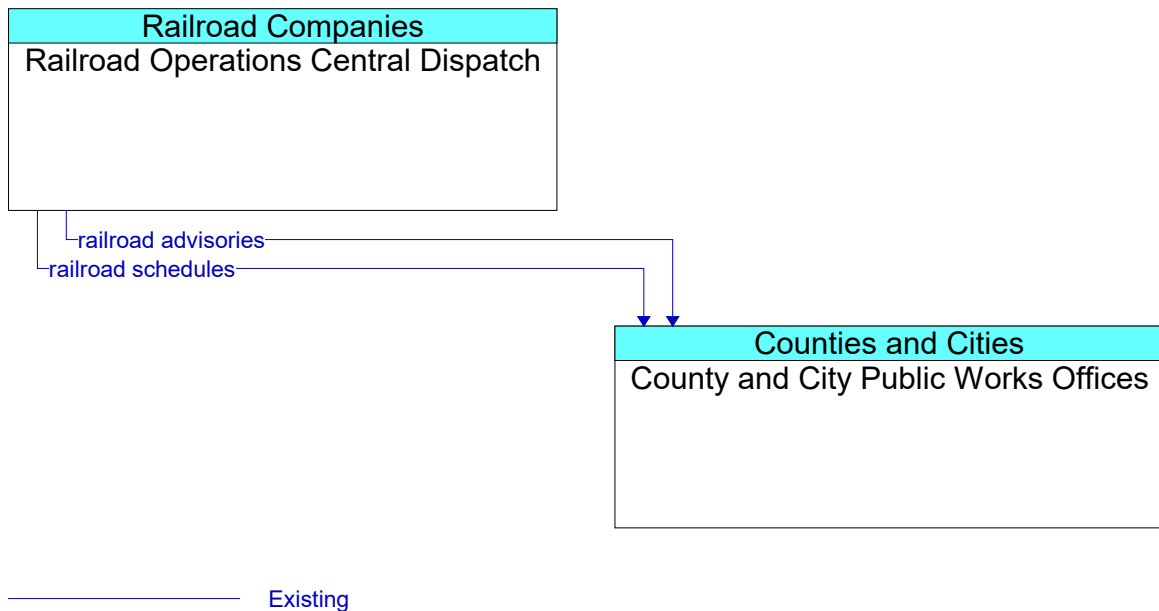 Railroad Companies
Railroad Operations Central Dispatch
railroad advisories
railroad schedules
Counties and Cities
County and City Public Works Offices
Existing